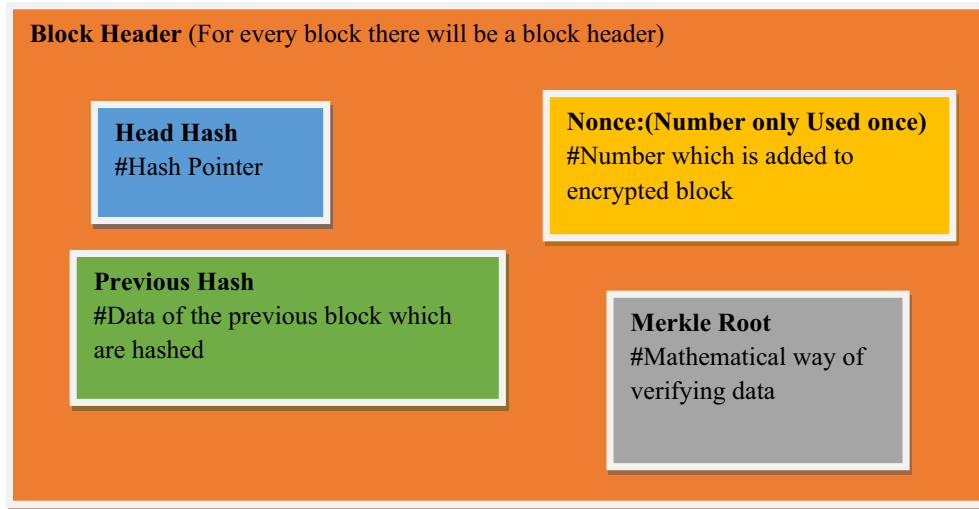 Block Header (For every block there will be a block header)
Head Hash
#Hash Pointer
Nonce:(Number only Used once)
#Number which is added to
encrypted block
Previous Hash
#Data of the previous block which
are hashed
Merkle Root
#Mathematical way of
verifying data